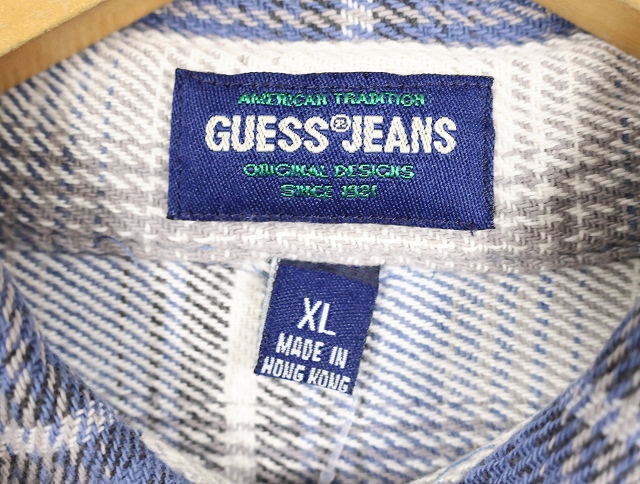 AMERICAN TRADITION
GUESS® JEANS
ORIGINAL DESIGNS
SINCE 1981
XL
MADE IN
HONG KONG